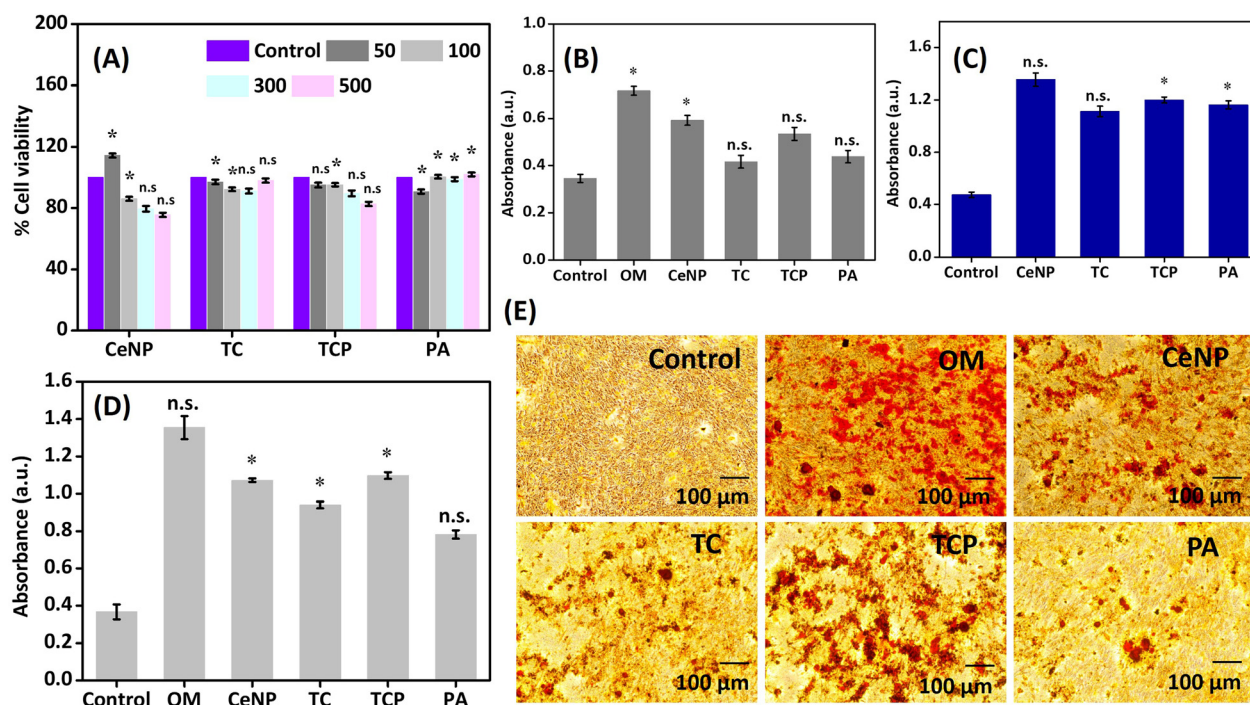 (A)
Control 50 100
300 500
% Cell viability
200
160
120
80
40
0
* * n.s n.s
* * n.s n.s
n.s * n.s n.s
* * * *
CeNP TC TCP PA
(B)
Absorbance (a.u.)
1.0
0.8
0.6
0.4
0.2
0.0
* * n.s. n.s. n.s.
Control OM CeNP TC TCP PA
(C)
Absorbance (a.u.)
1.6
1.2
0.8
0.4
0.0
n.s. n.s. * *
Control CeNP TC TCP PA
(D)
Absorbance (a.u.)
1.6
1.4
1.2
1.0
0.8
0.6
0.4
0.2
0.0
n.s. * * * n.s.
Control OM CeNP TC TCP PA
(E)
Control
100 µm
OM
100 µm
CeNP
100 µm
TC
100 µm
TCP
100 µm
PA
100 µm